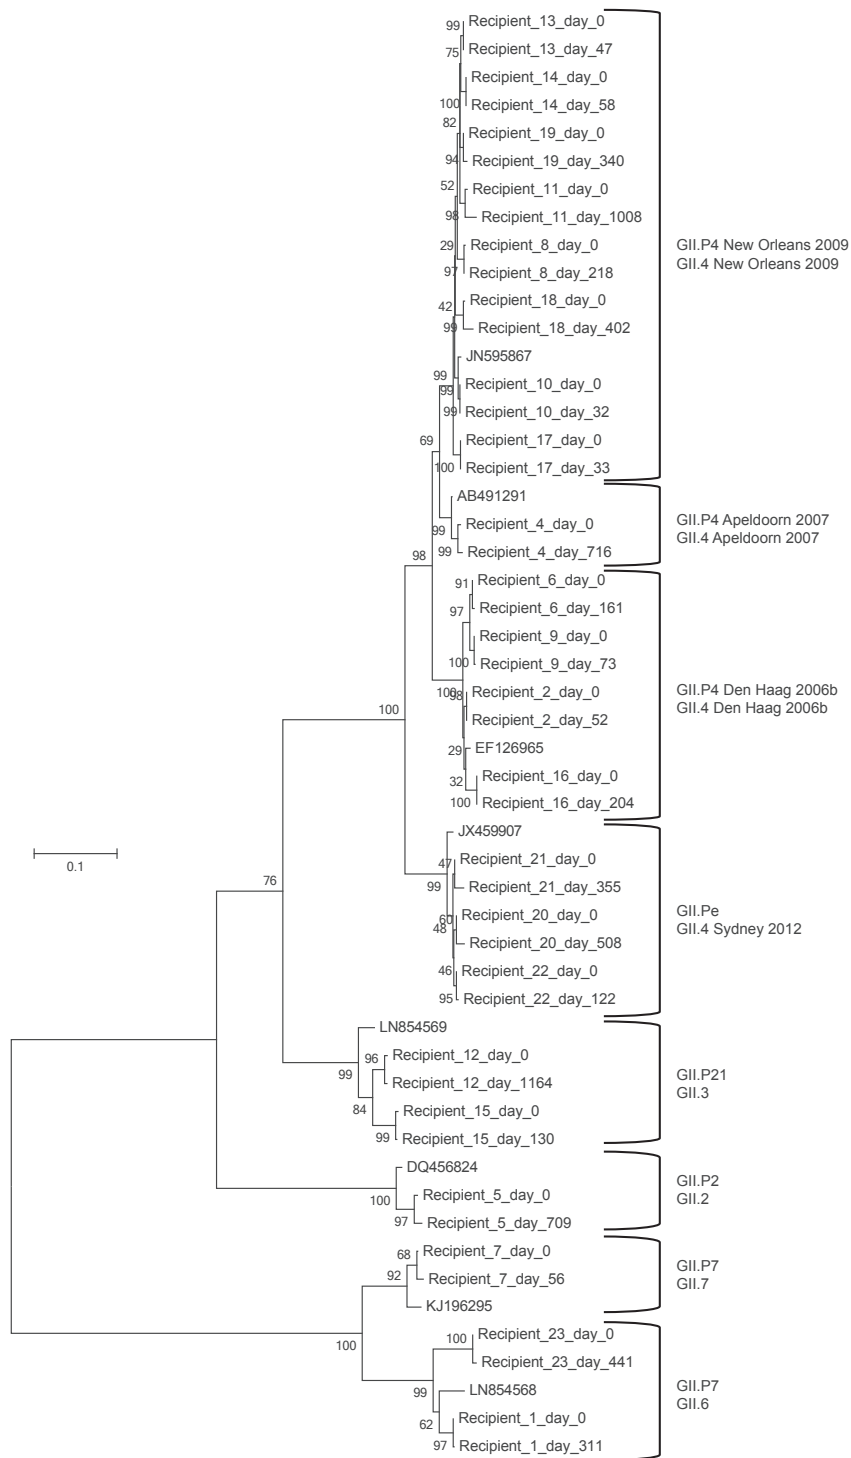 99
Recipient_13_day_0
75
Recipient_13_day_47
Recipient_14_day_0
100
Recipient_14_day_58
82
Recipient_19_day_0
94
Recipient_19_day_340
52
Recipient_11_day_0
98
Recipient_11_day_1008
29
Recipient_8_day_0
97
Recipient_8_day_218
42
Recipient_18_day_0
99
Recipient_18_day_402
JN595867
99
99
Recipient_10_day_0
99
Recipient_10_day_32
69
Recipient_17_day_0
100
Recipient_17_day_33
GII.P4 New Orleans 2009
GII.4 New Orleans 2009
AB491291
99
Recipient_4_day_0
98
99
Recipient_4_day_716
GII.P4 Apeldoorn 2007
GII.4 Apeldoorn 2007
91
Recipient_6_day_0
97
Recipient_6_day_161
Recipient_9_day_0
100
Recipient_9_day_73
100
98
Recipient_2_day_0
Recipient_2_day_52
100
29
EF126965
32
Recipient_16_day_0
100
Recipient_16_day_204
GII.P4 Den Haag 2006b
GII.4 Den Haag 2006b
JX459907
47
Recipient_21_day_0
99
Recipient_21_day_355
60
Recipient_20_day_0
48
Recipient_20_day_508
46
Recipient_22_day_0
95
Recipient_22_day_122
GII.Pe
GII.4 Sydney 2012
0.1
76
LN854569
96
Recipient_12_day_0
99
Recipient_12_day_1164
84
Recipient_15_day_0
99
Recipient_15_day_130
GII.P21
GII.3
DQ456824
100
Recipient_5_day_0
97
Recipient_5_day_709
GII.P2
GII.2
68
Recipient_7_day_0
92
Recipient_7_day_56
KJ196295
GII.P7
GII.7
100
100
Recipient_23_day_0
Recipient_23_day_441
99
LN854568
62
Recipient_1_day_0
97
Recipient_1_day_311
GII.P7
GII.6